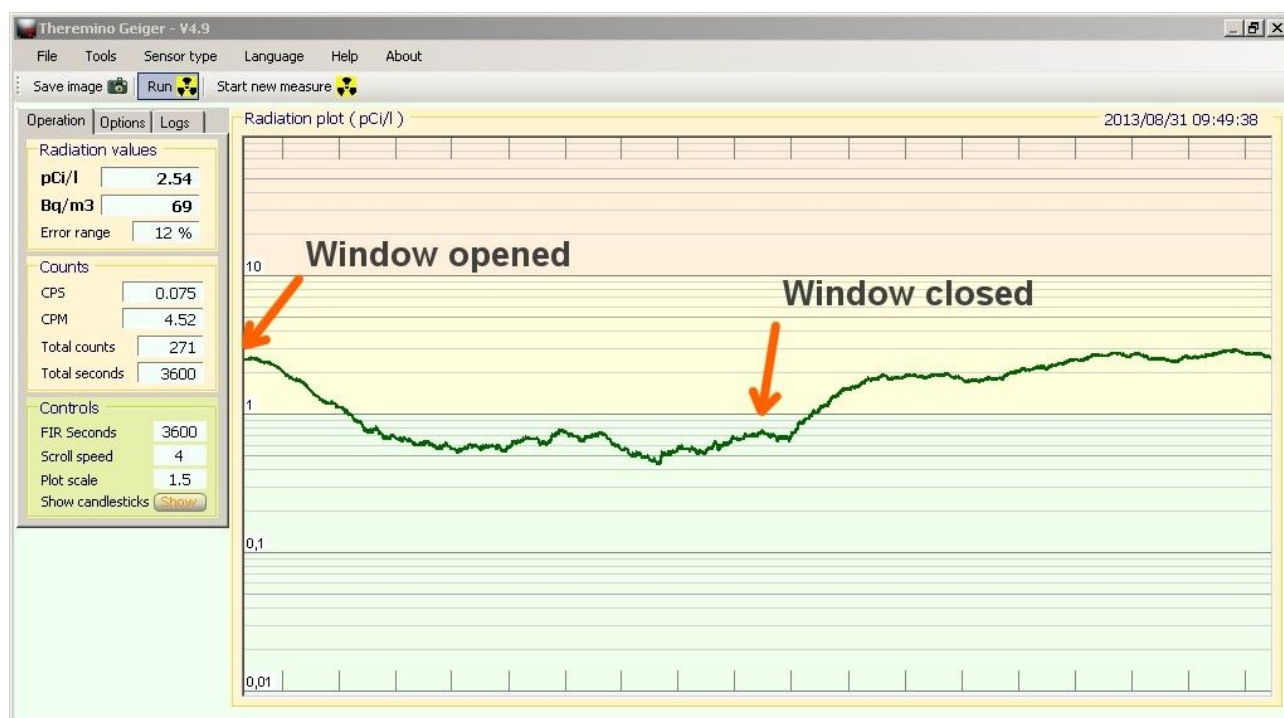 Theremino Geiger - V4.9
File Tools Sensor type Language Help About
Save image Run Start new measure
Operation Options Logs
Radiation values
pCi/l 2.54
Bq/m3 69
Error range 12 %
Counts
CPS 0.075
CPM 4.52
Total counts 271
Total seconds 3600
Controls
FIR Seconds 3600
Scroll speed 4
Plot scale 1.5
Show candlesticks Show
Radiation plot ( pCi/l ) 2013/08/31 09:49:38
Window opened
10
Window closed
1
0,1
0,01